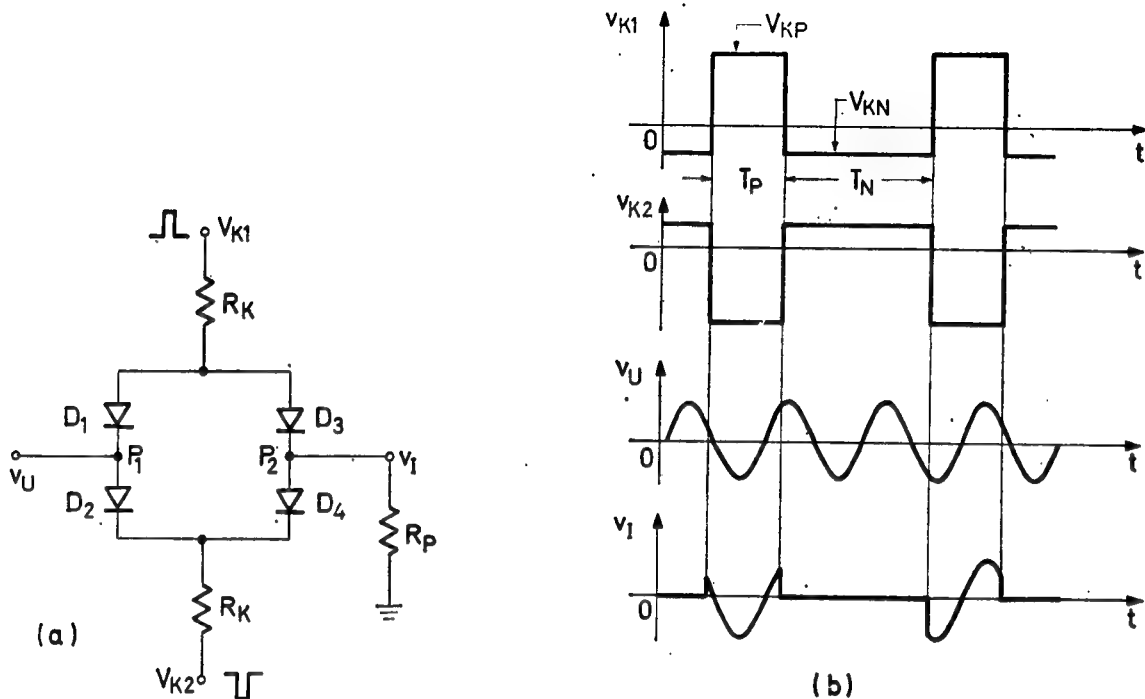 V_K1
R_K
D_1
D_3
P_1
P_2
v_U
v_I
D_2
D_4
R_P
R_K
V_K2
(a)
v_K1
V_KP
V_KN
0
t
T_P
T_N
v_K2
0
t
v_U
0
t
v_I
0
t
(b)